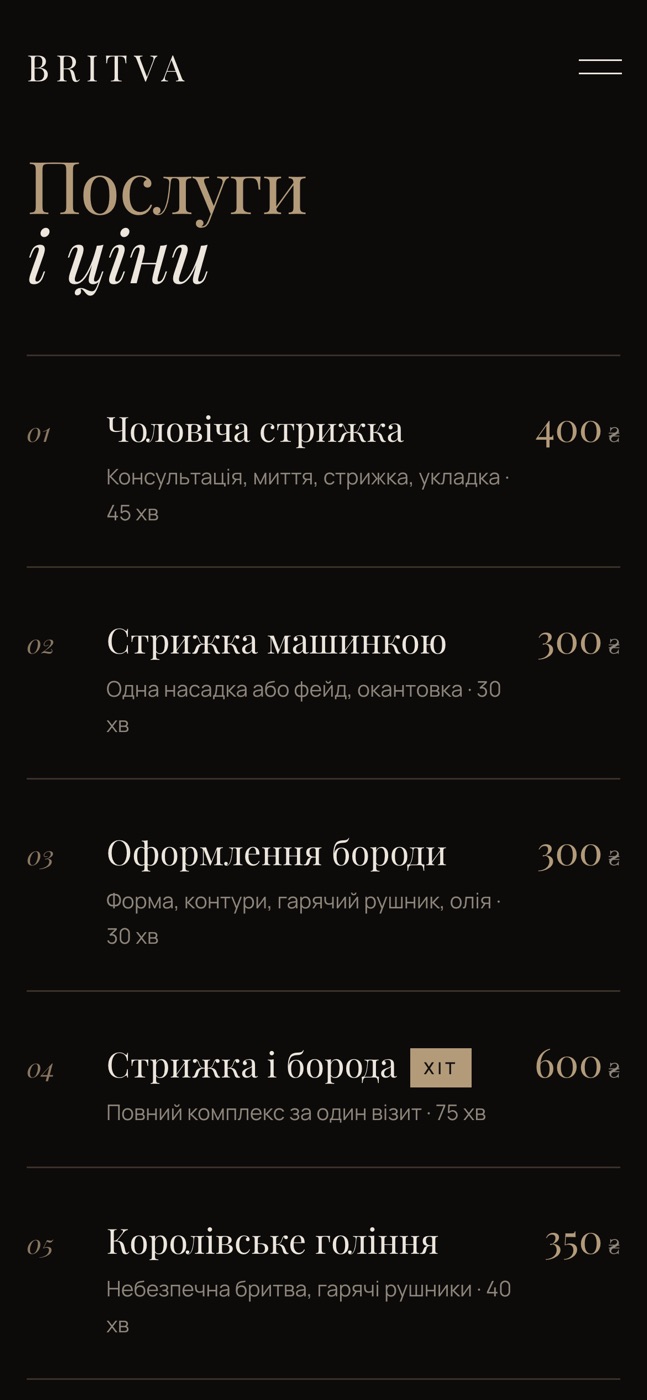 BRITVA
Послуги
і ціни
01 Чоловіча стрижка 400 ₴
Консультація, миття, стрижка, укладка ·
45 хв
02 Стрижка машинкою 300 ₴
Одна насадка або фейд, окантовка · 30
хв
03 Оформлення бороди 300 ₴
Форма, контури, гарячий рушник, олія ·
30 хв
04 Стрижка і борода ХІТ 600 ₴
Повний комплекс за один візит · 75 хв
05 Королівське гоління 350 ₴
Небезпечна бритва, гарячі рушники · 40
хв